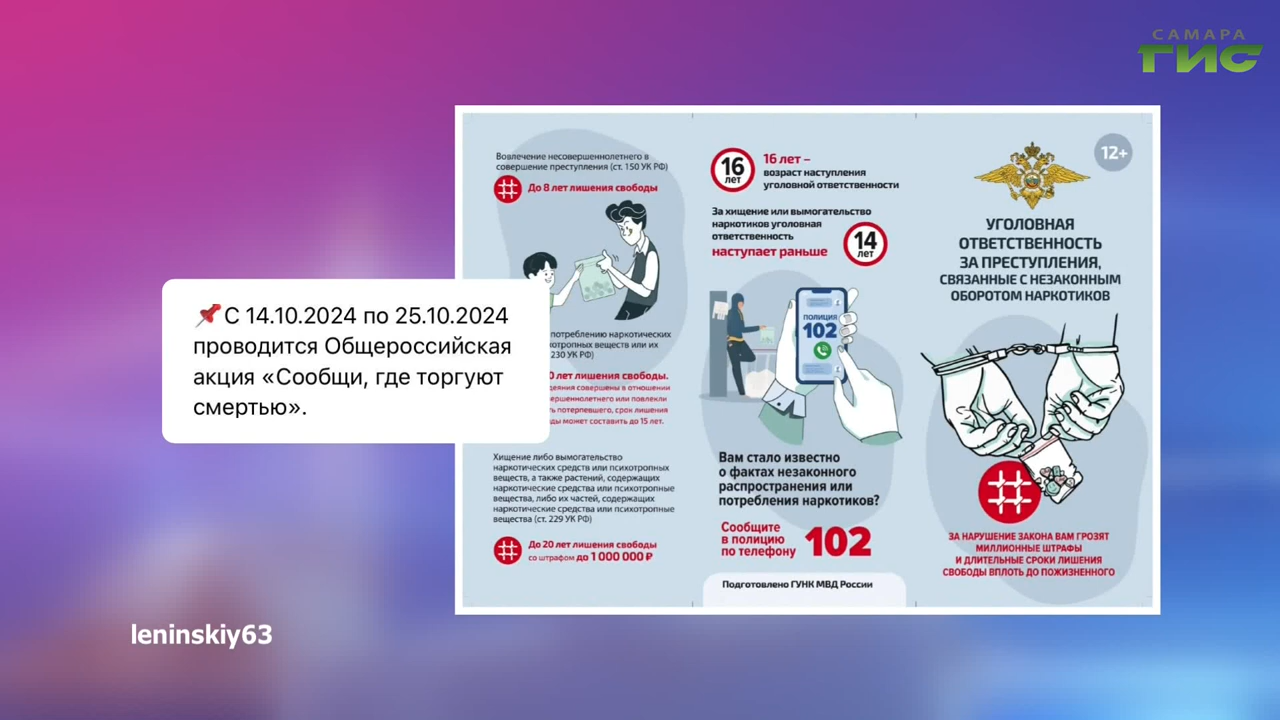 САМАРА
ГИС
📌С 14.10.2024 по 25.10.2024
проводится Общероссийская
акция «Сообщи, где торгуют
смертью».
leninskiy63
Вовлечение несовершеннолетнего в
совершение преступления (ст. 150 УК РФ)
До 8 лет лишения свободы
потреблению наркотических
веществ или их
230 УК РФ)
0 лет лишения свободы.
деяния совершены в отношении
или повлекли
потерпевшего, срок лишения
может составить до 15 лет.
Хищение либо вымогательство
наркотических средств или психотропных
веществ, а также растений, содержащих
наркотические средства или психотропные
вещества, либо их частей, содержащих
наркотические средства или психотропные
вещества (ст. 229 УК РФ)
До 20 лет лишения свободы
со штрафом до 1 000 000 ₽
16
лет
16 лет –
возраст наступления
уголовной ответственности
За хищение или вымогательство
наркотиков уголовная
ответственность
наступает раньше
14
лет
ПОЛИЦИЯ
102
Вам стало известно
о фактах незаконного
распространения или
потребления наркотиков?
Сообщите
в полицию
по телефону
102
Подготовлено ГУНК МВД России
12+
УГОЛОВНАЯ
ОТВЕТСТВЕННОСТЬ
ЗА ПРЕСТУПЛЕНИЯ,
СВЯЗАННЫЕ С НЕЗАКОННЫМ
ОБОРОТОМ НАРКОТИКОВ
ЗА НАРУШЕНИЕ ЗАКОНА ВАМ ГРОЗЯТ
МИЛЛИОННЫЕ ШТРАФЫ
И ДЛИТЕЛЬНЫЕ СРОКИ ЛИШЕНИЯ
СВОБОДЫ ВПЛОТЬ ДО ПОЖИЗНЕННОГО